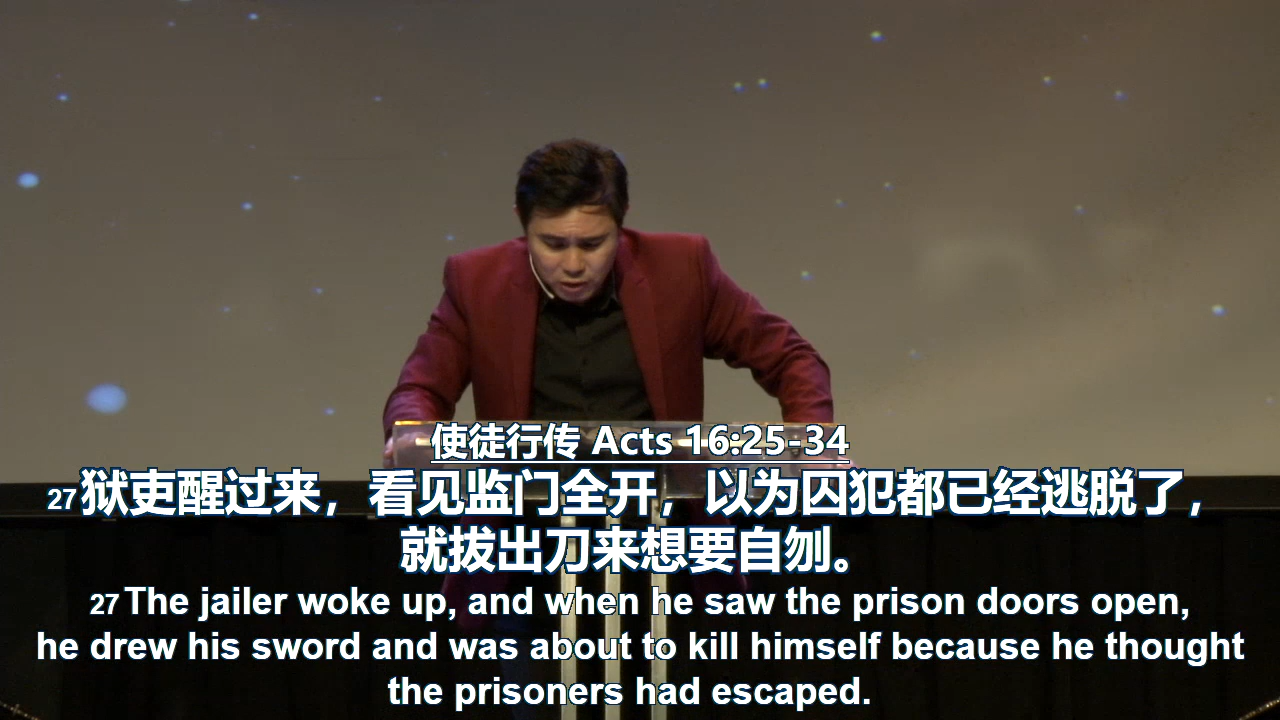 使徒行传 Acts 16:25-34
27 狱吏醒过来，看见监门全开，以为囚犯都已经逃脱了，
就拔出刀来想要自刎。
27 The jailer woke up, and when he saw the prison doors open,
he drew his sword and was about to kill himself because he thought
the prisoners had escaped.